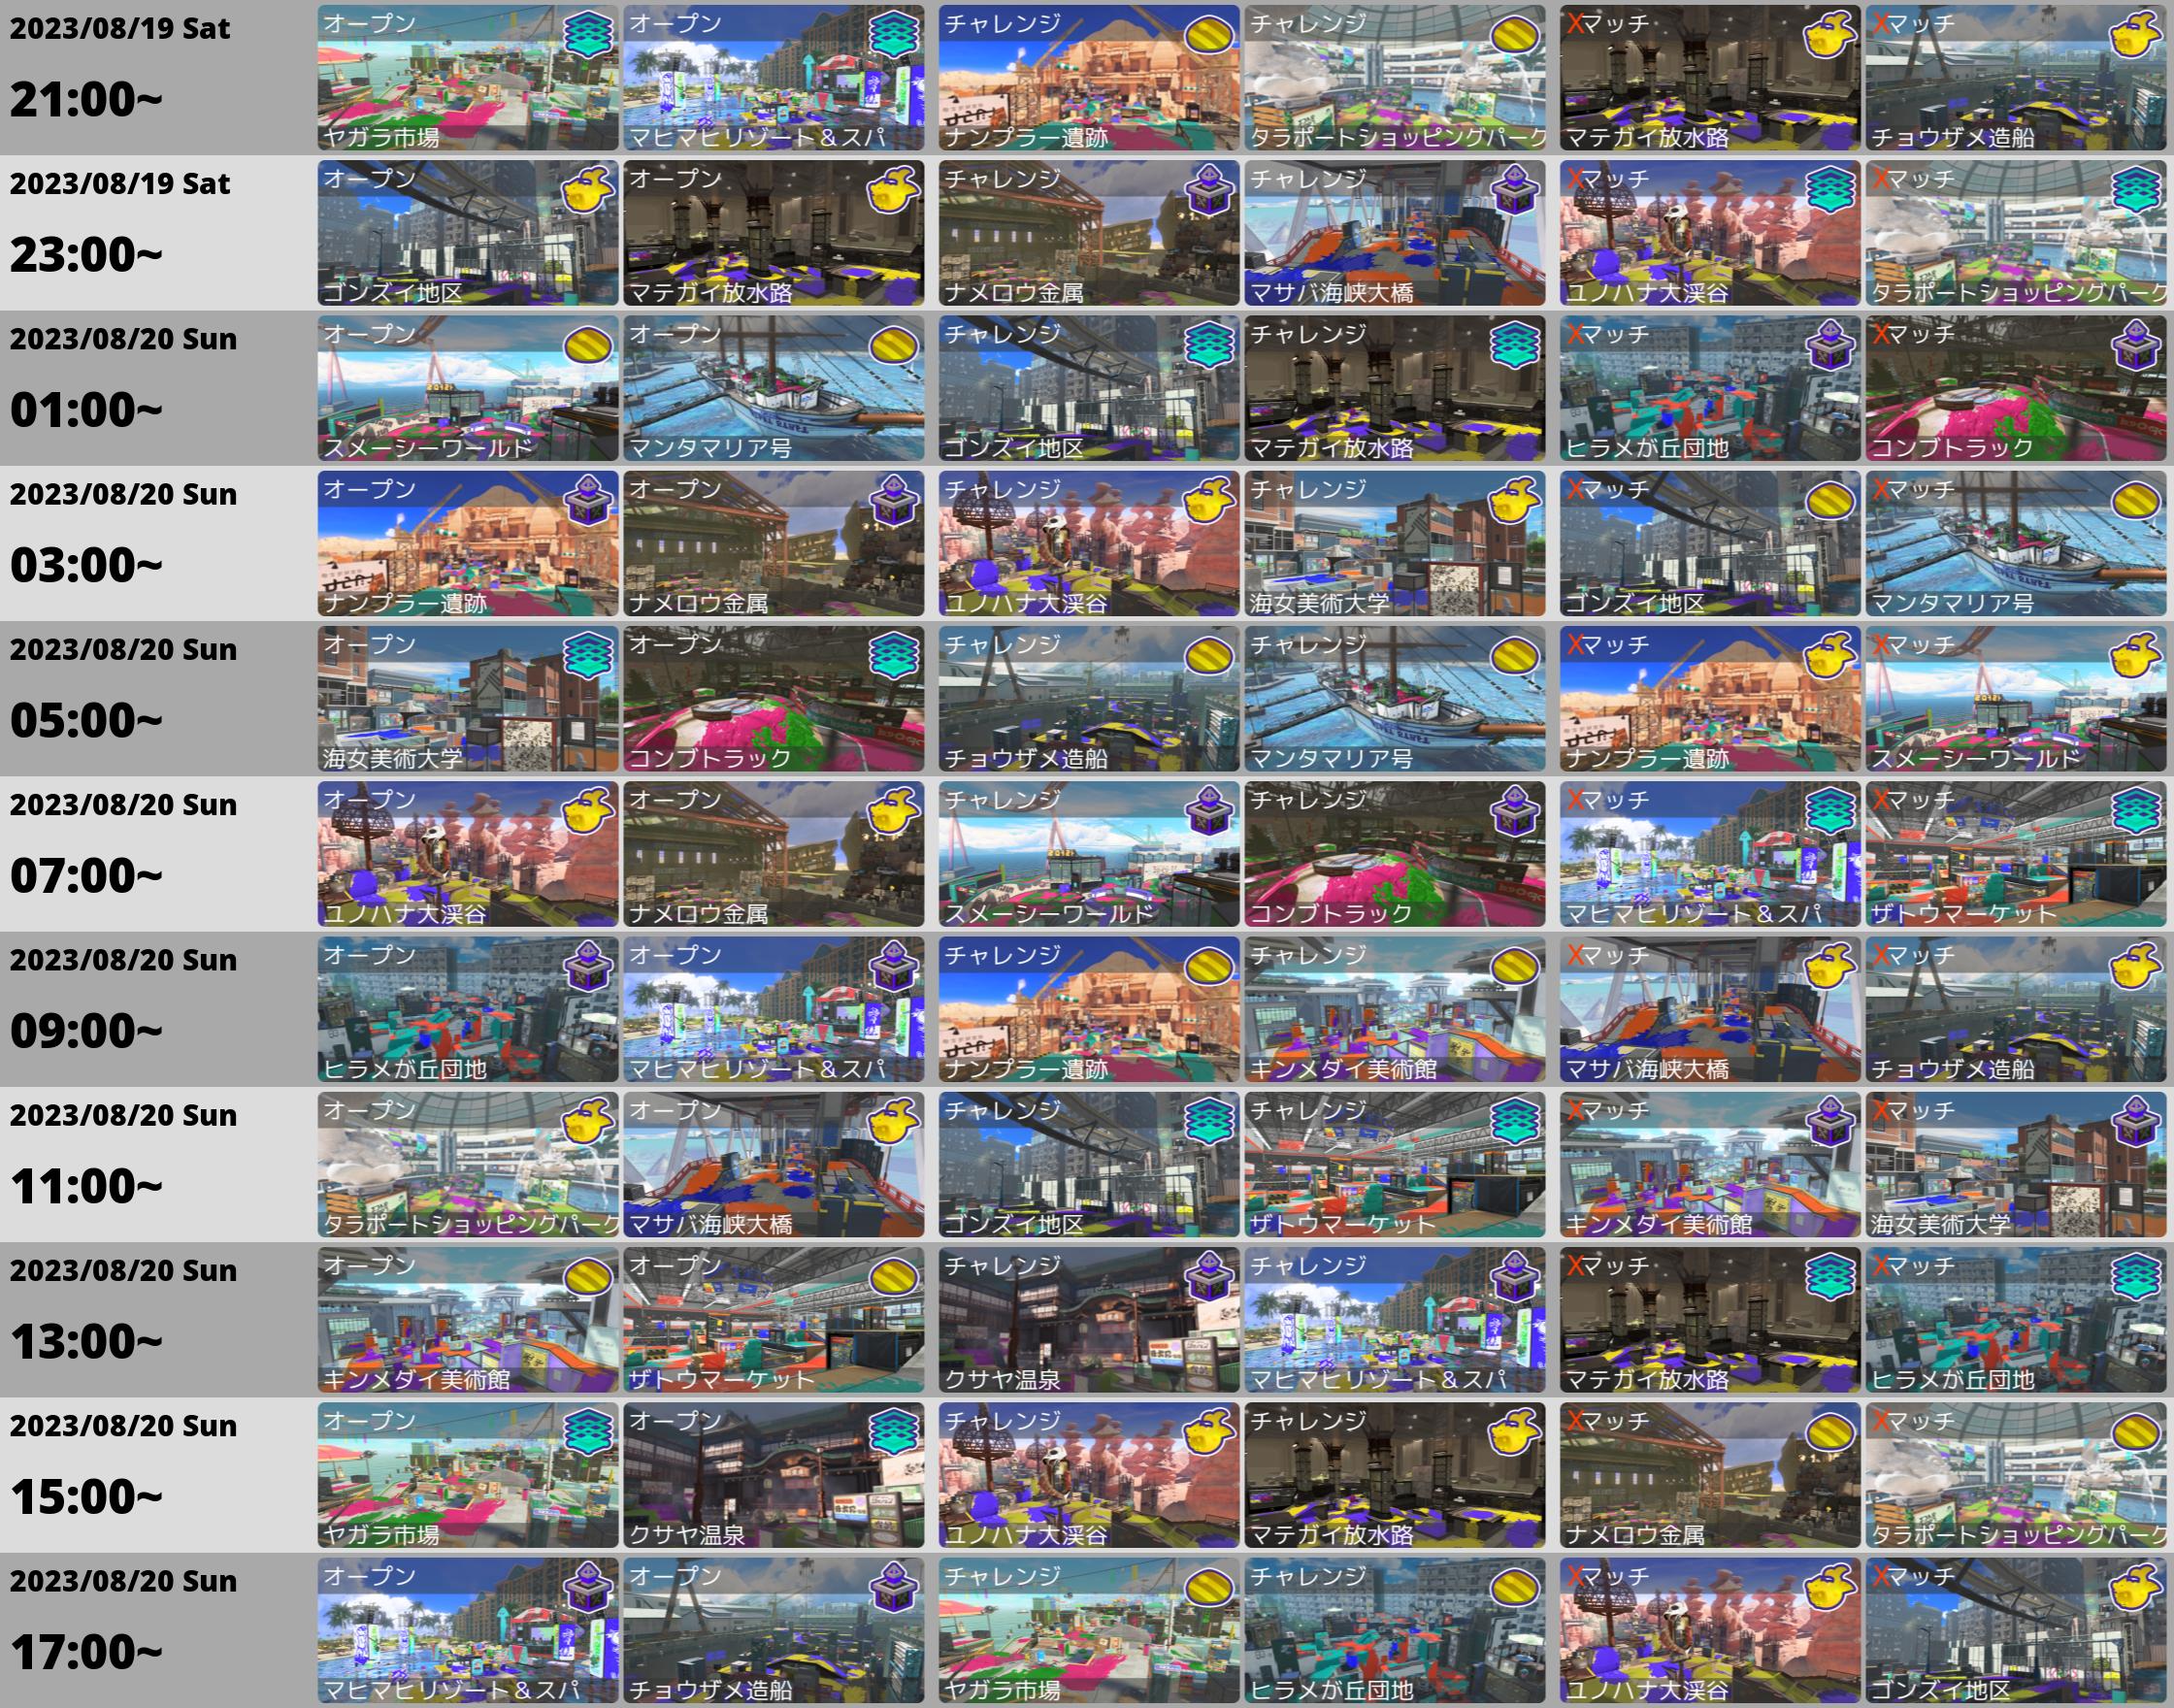 2023/08/19 Sat
21:00~
オープン オープン チャレンジ チャレンジ Xマッチ Xマッチ
ヤガラ市場 マヒマヒリゾート&スパ ナンプラー遺跡 タラポートショッピングパーク マテガイ放水路 チョウザメ造船
2023/08/19 Sat
23:00~
オープン オープン チャレンジ チャレンジ Xマッチ Xマッチ
ゴンズイ地区 マテガイ放水路 ナメロウ金属 マサバ海峡大橋 ユノハナ大渓谷 タラポートショッピングパーク
2023/08/20 Sun
01:00~
オープン オープン チャレンジ チャレンジ Xマッチ Xマッチ
スメーシーワールド マンタマリア号 ゴンズイ地区 マテガイ放水路 ヒラメが丘団地 コンブトラック
2023/08/20 Sun
03:00~
オープン オープン チャレンジ チャレンジ Xマッチ Xマッチ
ナンプラー遺跡 ナメロウ金属 ユノハナ大渓谷 海女美術大学 ゴンズイ地区 マンタマリア号
2023/08/20 Sun
05:00~
オープン オープン チャレンジ チャレンジ Xマッチ Xマッチ
海女美術大学 コンブトラック チョウザメ造船 マンタマリア号 ナンプラー遺跡 スメーシーワールド
2023/08/20 Sun
07:00~
オープン オープン チャレンジ チャレンジ Xマッチ Xマッチ
ユノハナ大渓谷 ナメロウ金属 スメーシーワールド コンブトラック マヒマヒリゾート&スパ ザトウマーケット
2023/08/20 Sun
09:00~
オープン オープン チャレンジ チャレンジ Xマッチ Xマッチ
ヒラメが丘団地 マヒマヒリゾート&スパ ナンプラー遺跡 キンメダイ美術館 マサバ海峡大橋 チョウザメ造船
2023/08/20 Sun
11:00~
オープン オープン チャレンジ チャレンジ Xマッチ Xマッチ
タラポートショッピングパーク マサバ海峡大橋 ゴンズイ地区 ザトウマーケット キンメダイ美術館 海女美術大学
2023/08/20 Sun
13:00~
オープン オープン チャレンジ チャレンジ Xマッチ Xマッチ
キンメダイ美術館 ザトウマーケット クサヤ温泉 マヒマヒリゾート&スパ マテガイ放水路 ヒラメが丘団地
2023/08/20 Sun
15:00~
オープン オープン チャレンジ チャレンジ Xマッチ Xマッチ
ヤガラ市場 クサヤ温泉 ユノハナ大渓谷 マテガイ放水路 ナメロウ金属 タラポートショッピングパーク
2023/08/20 Sun
17:00~
オープン オープン チャレンジ チャレンジ Xマッチ Xマッチ
マヒマヒリゾート&スパ チョウザメ造船 ヤガラ市場 ヒラメが丘団地 ユノハナ大渓谷 ゴンズイ地区